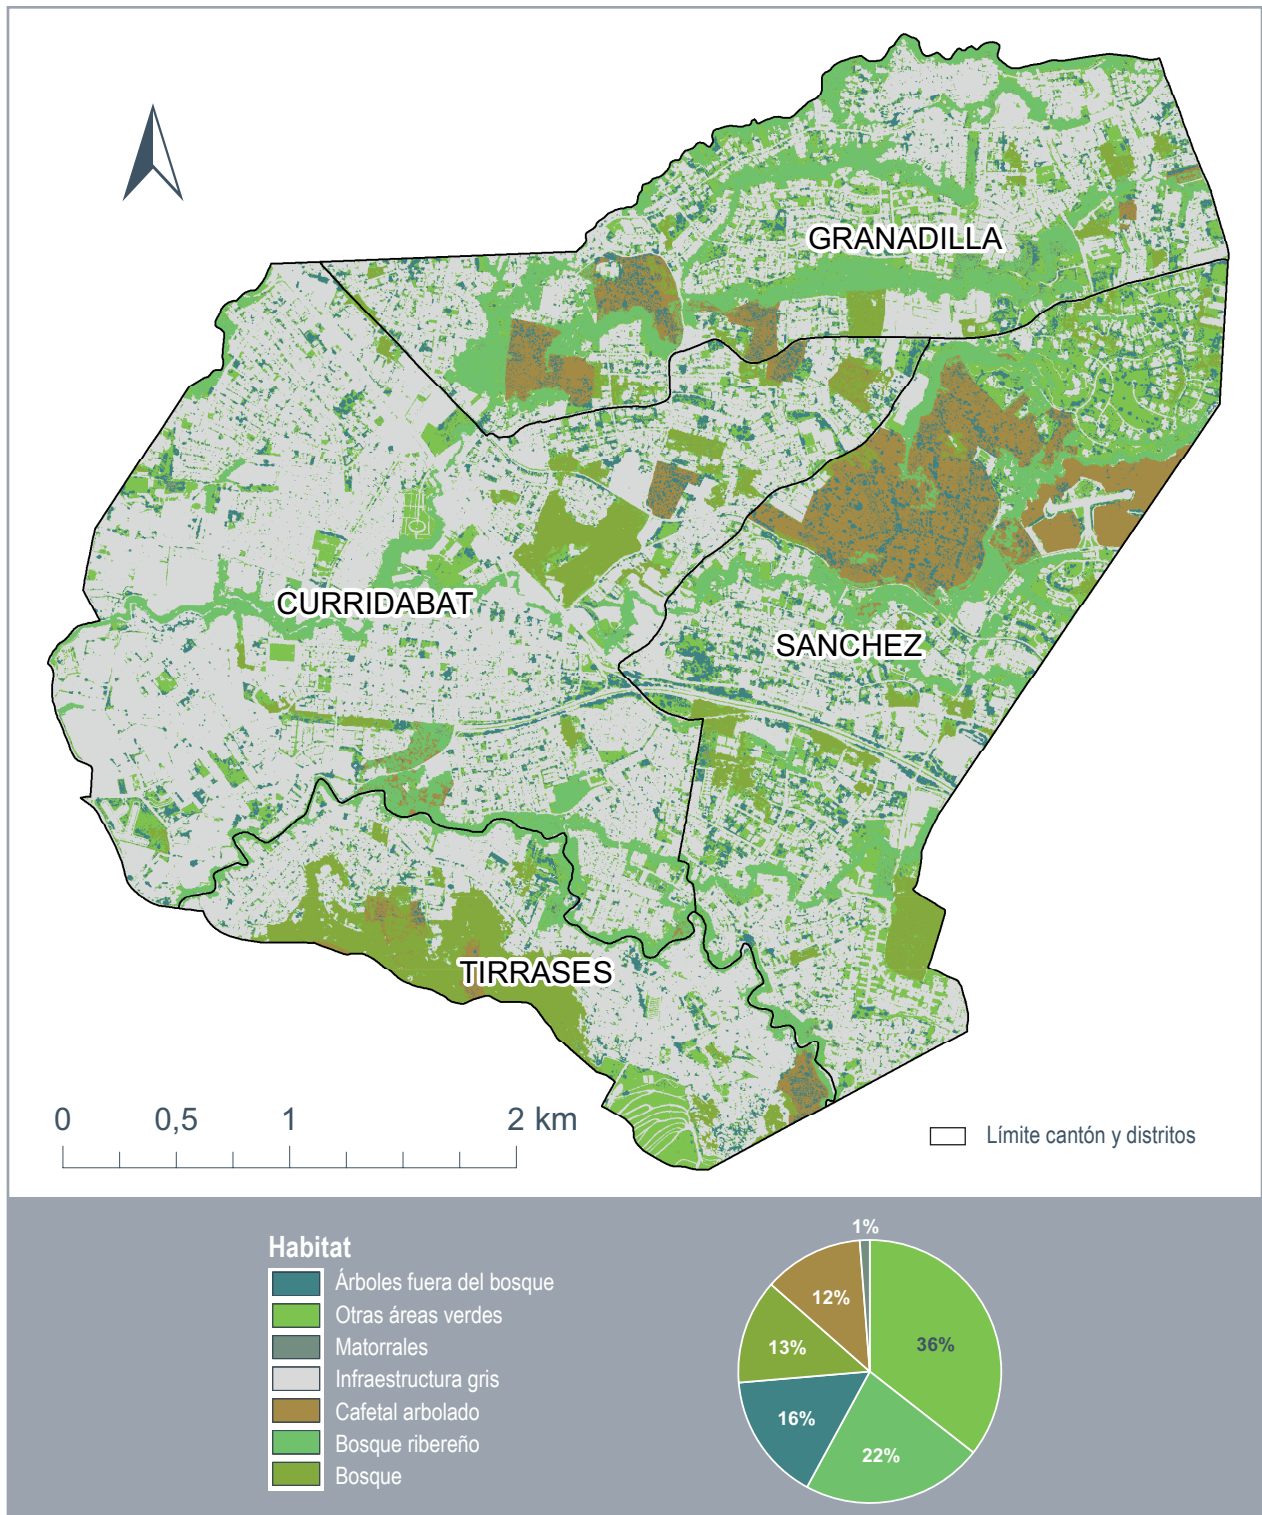 GRANADILLA
CURRIDABAT
SANCHEZ
TIRRASES
0 0,5 1 2 km
Límite cantón y distritos
Habitat
Árboles fuera del bosque
Otras áreas verdes
Matorrales
Infraestructura gris
Cafetal arbolado
Bosque ribereño
Bosque
1%
12%
36%
13%
16%
22%